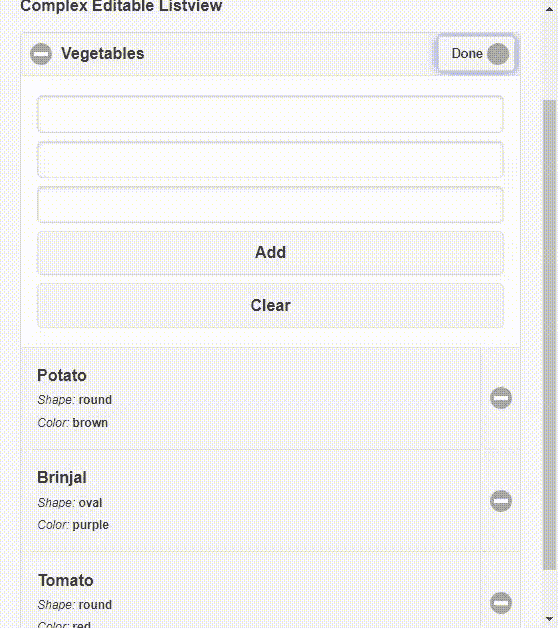 Complex Editable Listview
Vegetables
Done
Add
Clear
Potato
Shape: round
Color: brown
Brinjal
Shape: oval
Color: purple
Tomato
Shape: round
Color: red